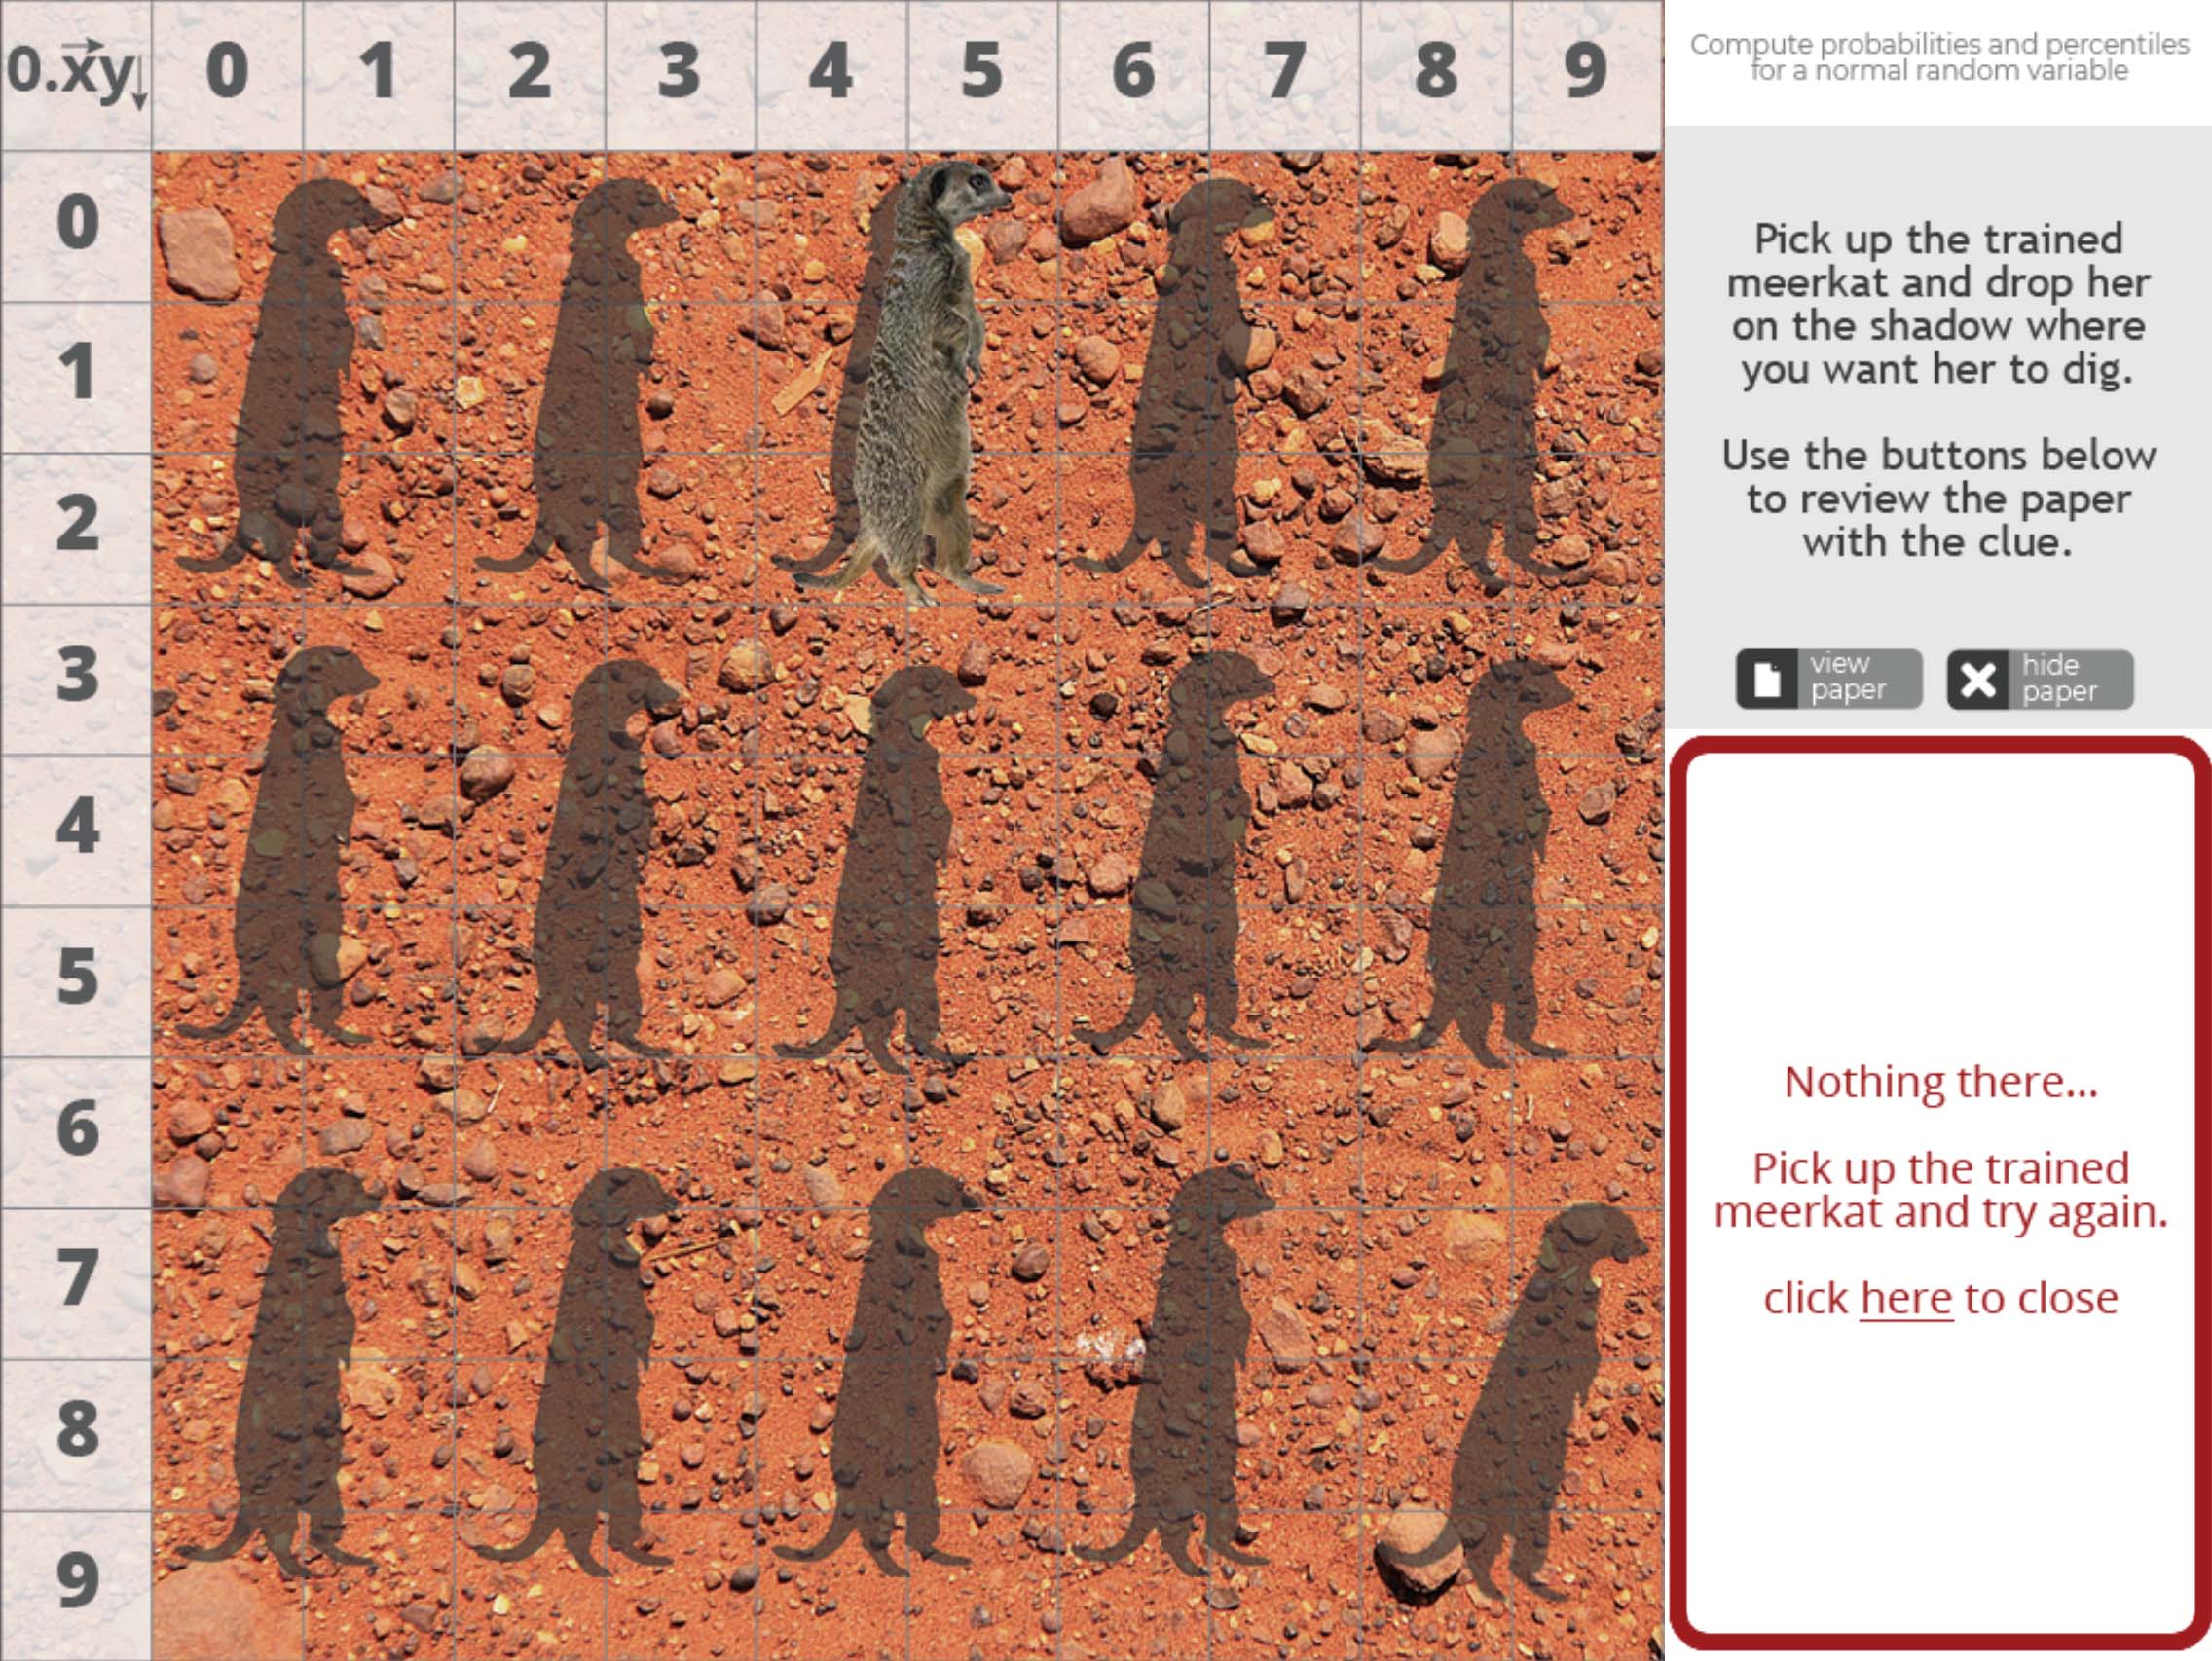 0.xy 0 1 2 3 4 5 6 7 8 9
0
1
2
3
4
5
6
7
8
9
Compute probabilities and percentiles
for a normal random variable
Pick up the trained
meerkat and drop her
on the shadow where
you want her to dig.
Use the buttons below
to review the paper
with the clue.
view
paper
hide
paper
Nothing there...
Pick up the trained
meerkat and try again.
click here to close